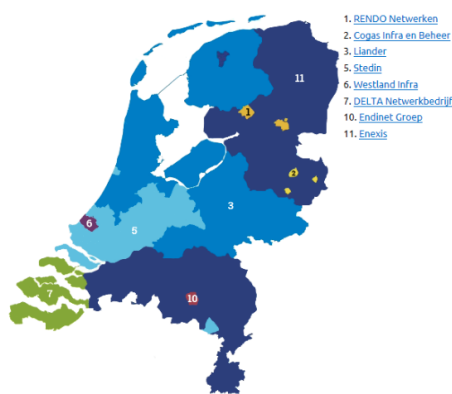 1. RENDO Netwerken
2. Cogas Infra en Beheer
3. Liander
5. Stedin
6. Westland Infra
7. DELTA Netwerkbedrijf
10. Endinet Groep
11. Enexis
11
1
2
3
6
5
7
10